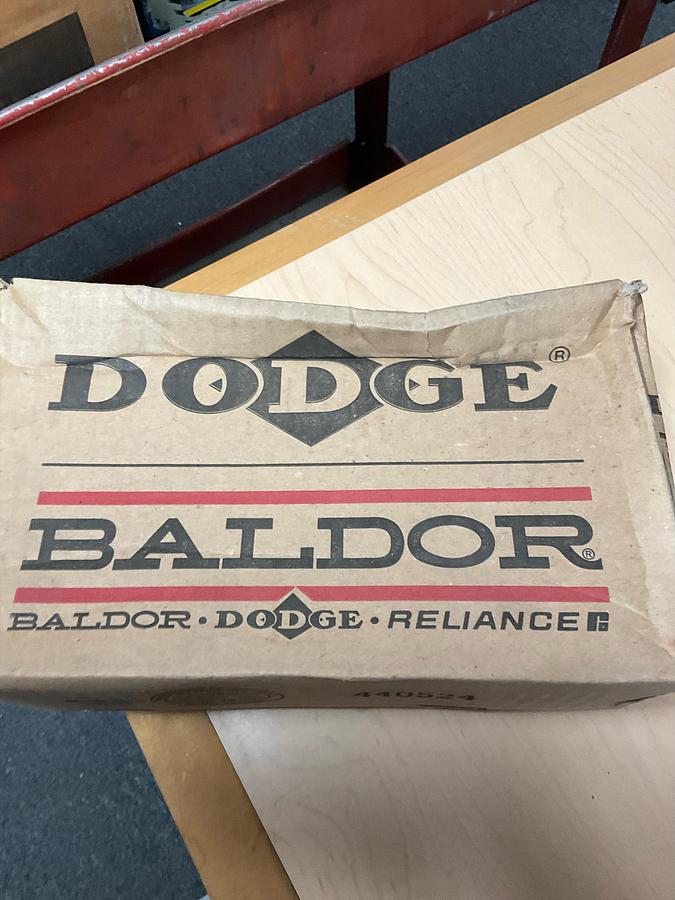 DODGE®
BALDOR®
BALDOR • DODGE • RELIANCE
440524